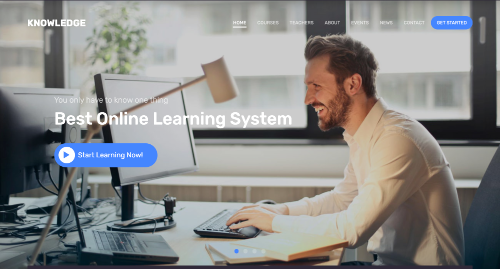 KNOWLEDGE
HOME COURSES TEACHERS ABOUT EVENTS NEWS CONTACT GET STARTED
You only have to know one thing
Best Online Learning System
Start Learning Now!